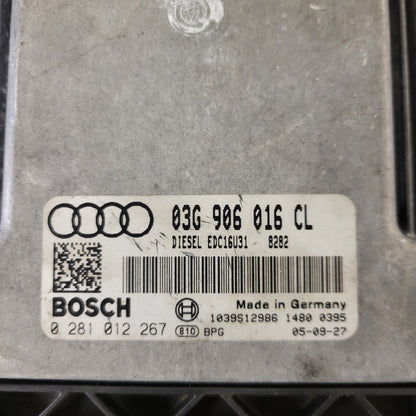 03G 906 016 CL
DIESEL EDC16U31 8282
BOSCH
Made in Germany
1039S12986 1480 0395
0 281 012 267 810 BPG 05-09-27